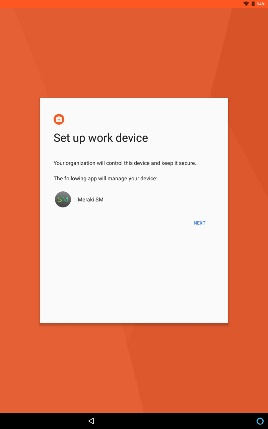 Set up work device
Your organization will control this device and keep it secure.
The following app will manage your device:
SM
Meraki SM
NEXT